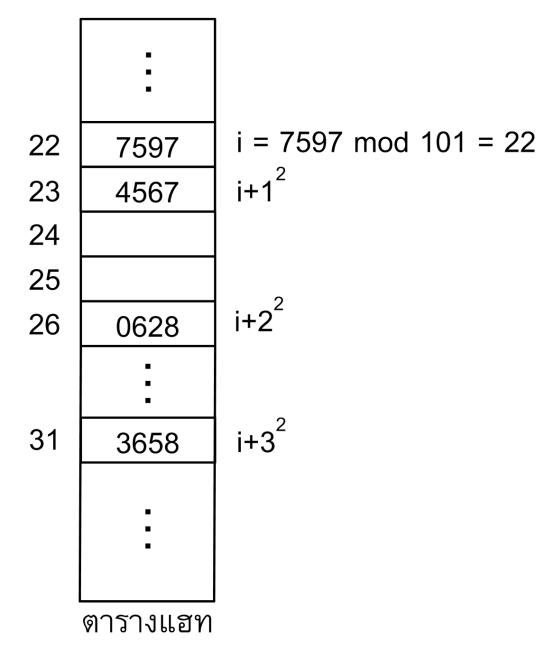 ⋮
22 7597 i = 7597 mod 101 = 22
23 4567 i+1²
24
25
26 0628 i+2²
⋮
31 3658 i+3²
⋮
ตารางแฮท